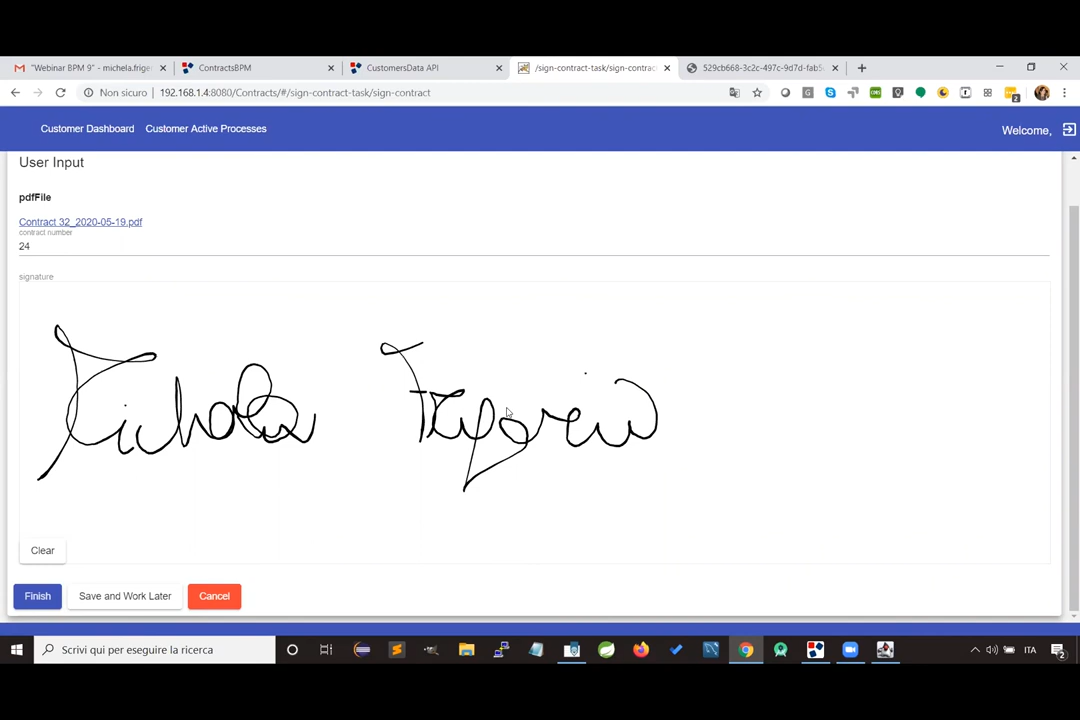 "Webinar BPM 9" - michela.frige
ContractsBPM
CustomersData API
/sign-contract-task/sign-contrac
529cb668-3c2c-497c-9d7d-fab5
Non sicuro
192.168.1.4:8080/Contracts/#/sign-contract-task/sign-contract
Customer Dashboard
Customer Active Processes
Welcome,
User Input
pdfFile
Contract 32_2020-05-19.pdf
contract number
24
signature
Clear
Finish
Save and Work Later
Cancel
Scrivi qui per eseguire la ricerca
ITA
2